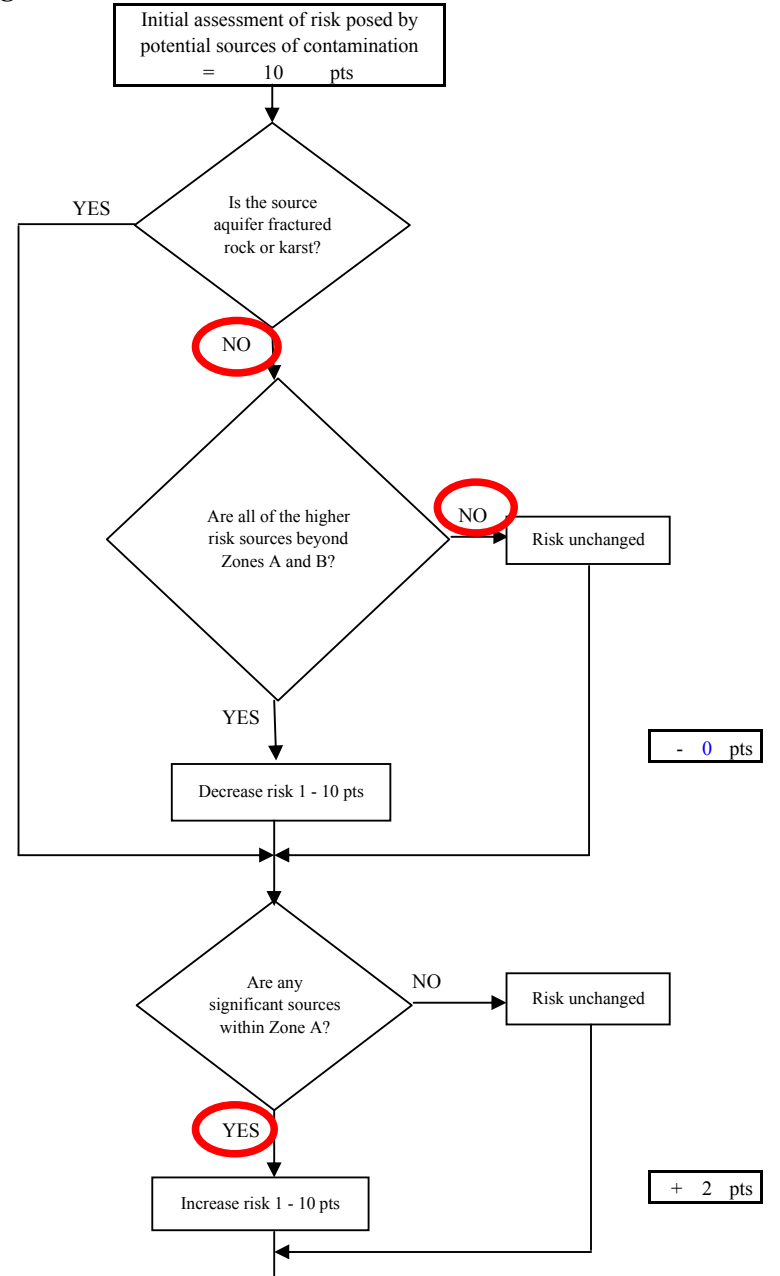 Initial assessment of risk posed by
potential sources of contamination
= 10 pts
YES
Is the source
aquifer fractured
rock or karst?
NO
Are all of the higher
risk sources beyond
Zones A and B?
NO
Risk unchanged
YES
- 0 pts
Decrease risk 1 - 10 pts
Are any
significant sources
within Zone A?
NO
Risk unchanged
YES
+ 2 pts
Increase risk 1 - 10 pts